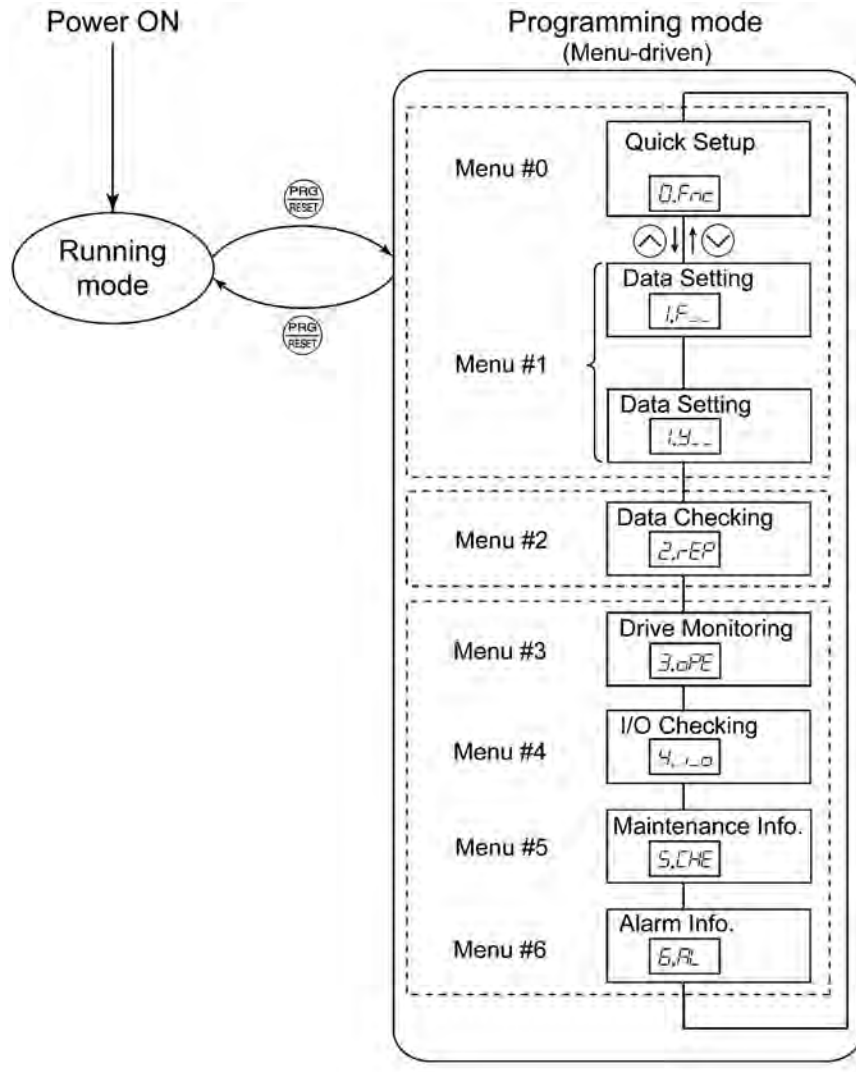 Power ON
Programming mode
(Menu-driven)
Menu #0
Quick Setup
0.Fnc
PRG
RESET
Running
mode
PRG
RESET
Menu #1
Data Setting
1.F__
Data Setting
1.y__
Menu #2
Data Checking
2.rEP
Menu #3
Drive Monitoring
3.oPE
Menu #4
I/O Checking
4.i_o
Menu #5
Maintenance Info.
5.CHE
Menu #6
Alarm Info.
6.AL